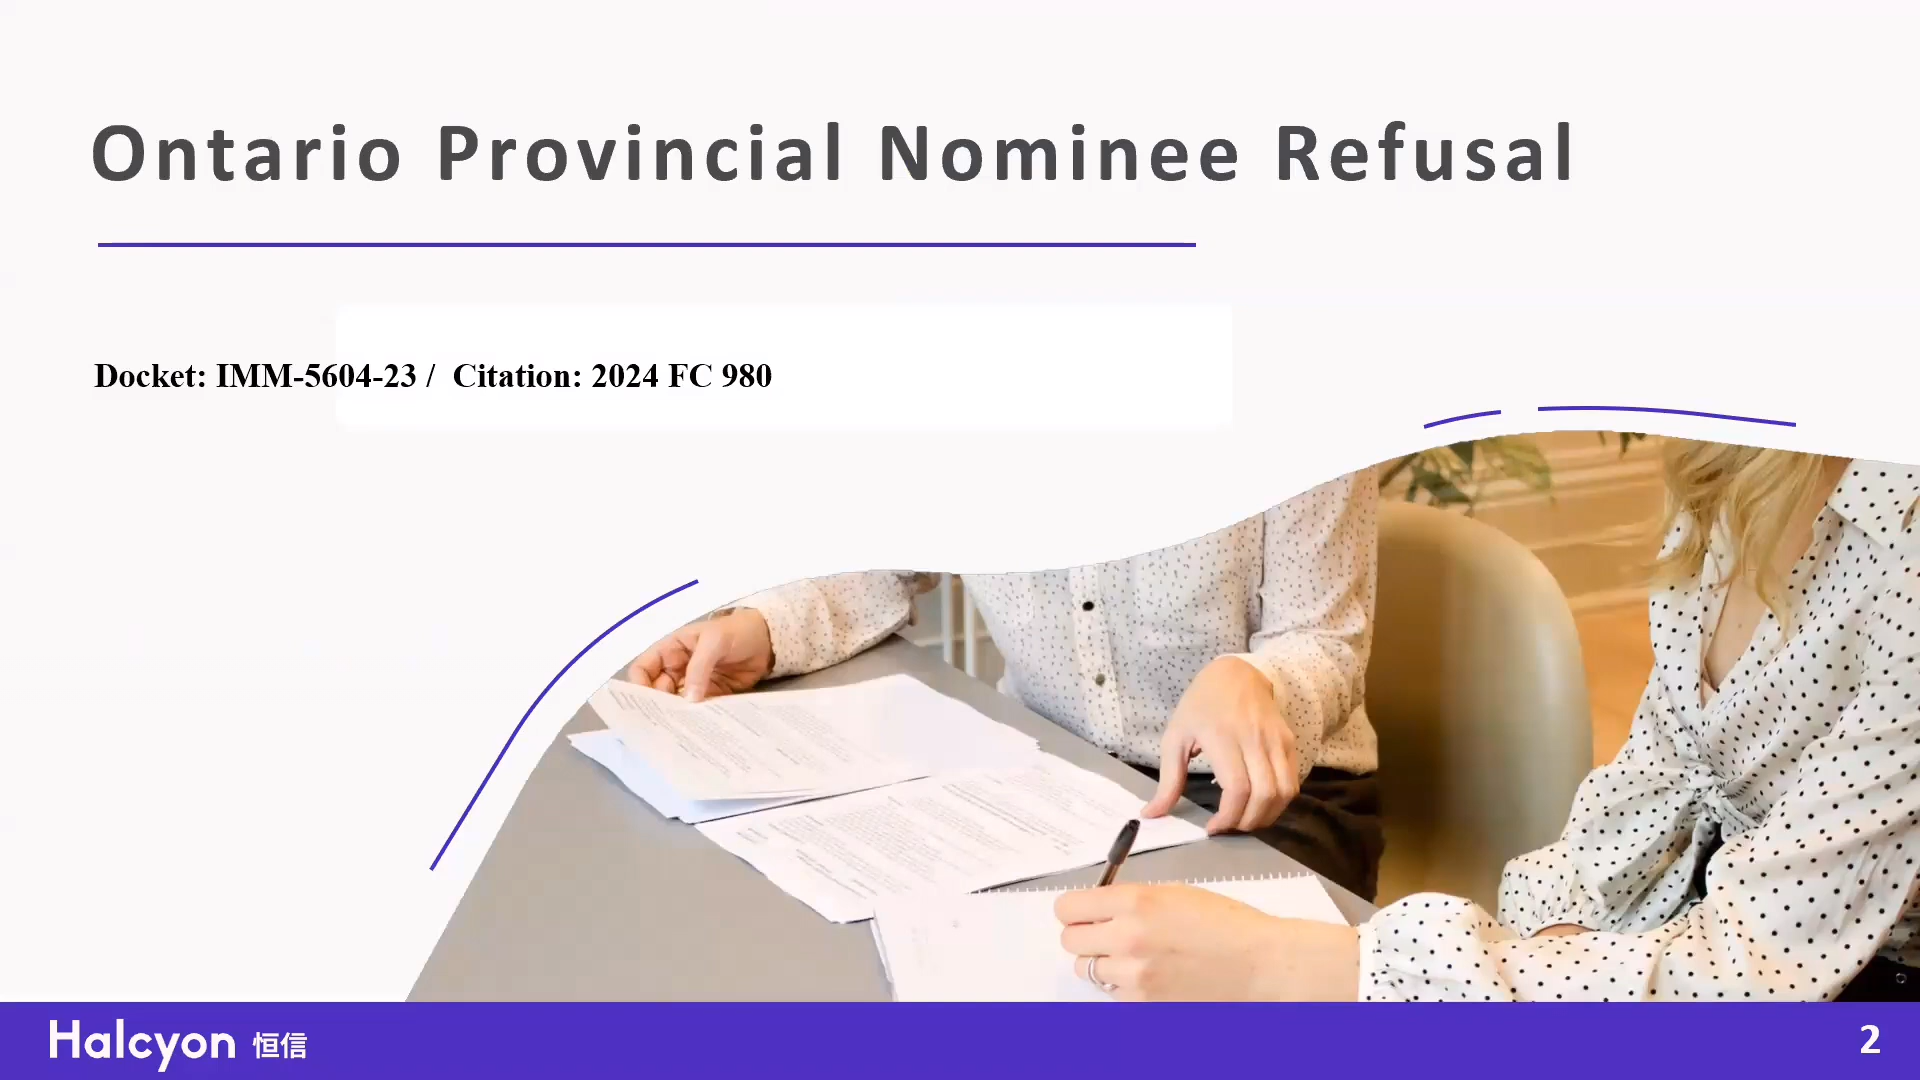 Ontario Provincial Nominee Refusal
Docket: IMM-5604-23 / Citation: 2024 FC 980
Halcyon 恒信
2